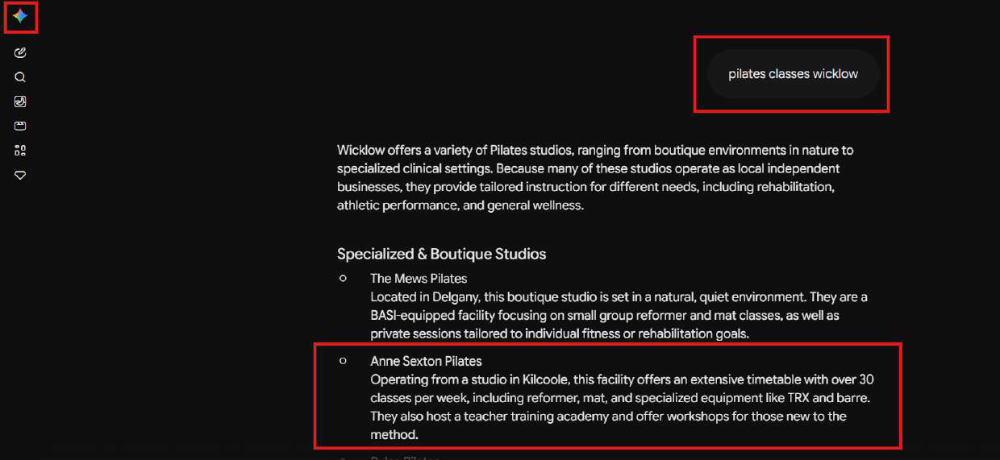 pilates classes wicklow
Wicklow offers a variety of Pilates studios, ranging from boutique environments in nature to
specialized clinical settings. Because many of these studios operate as local independent
businesses, they provide tailored instruction for different needs, including rehabilitation,
athletic performance, and general wellness.
Specialized & Boutique Studios
The Mews Pilates
Located in Delgany, this boutique studio is set in a natural, quiet environment. They are a
BASI-equipped facility focusing on small group reformer and mat classes, as well as
private sessions tailored to individual fitness or rehabilitation goals.
Anne Sexton Pilates
Operating from a studio in Kilcoole, this facility offers an extensive timetable with over 30
classes per week, including reformer, mat, and specialized equipment like TRX and barre.
They also host a teacher training academy and offer workshops for those new to the
method.